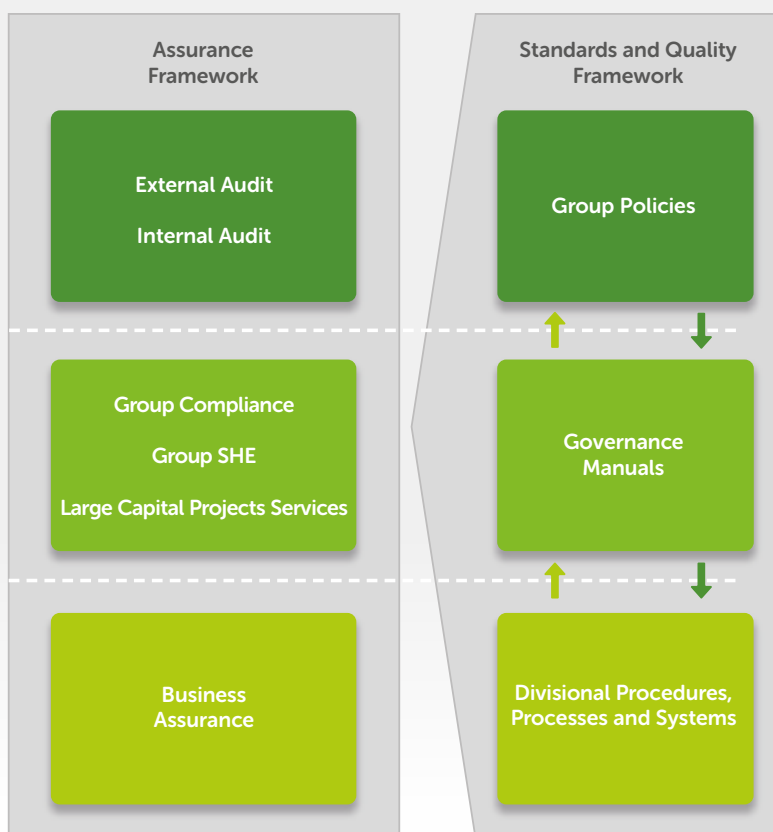 Assurance
Framework
External Audit
Internal Audit
Group Compliance
Group SHE
Large Capital Projects Services
Business
Assurance
Standards and Quality
Framework
Group Policies
Governance
Manuals
Divisional Procedures,
Processes and Systems